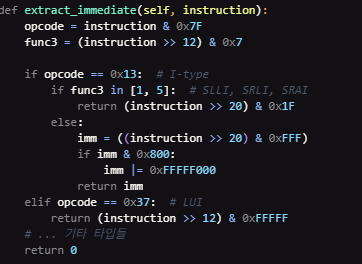 def extract_immediate(self, instruction):
    opcode = instruction & 0x7F
    func3 = (instruction >> 12) & 0x7

    if opcode == 0x13:  # I-type
        if func3 in [1, 5]:  # SLLI, SRLI, SRAI
            return (instruction >> 20) & 0x1F
        else:
            imm = ((instruction >> 20) & 0xFFF)
            if imm & 0x800:
                imm |= 0xFFFFF000
            return imm
    elif opcode == 0x37:  # LUI
        return (instruction >> 12) & 0xFFFFF
    # ... 기타 타입들
    return 0